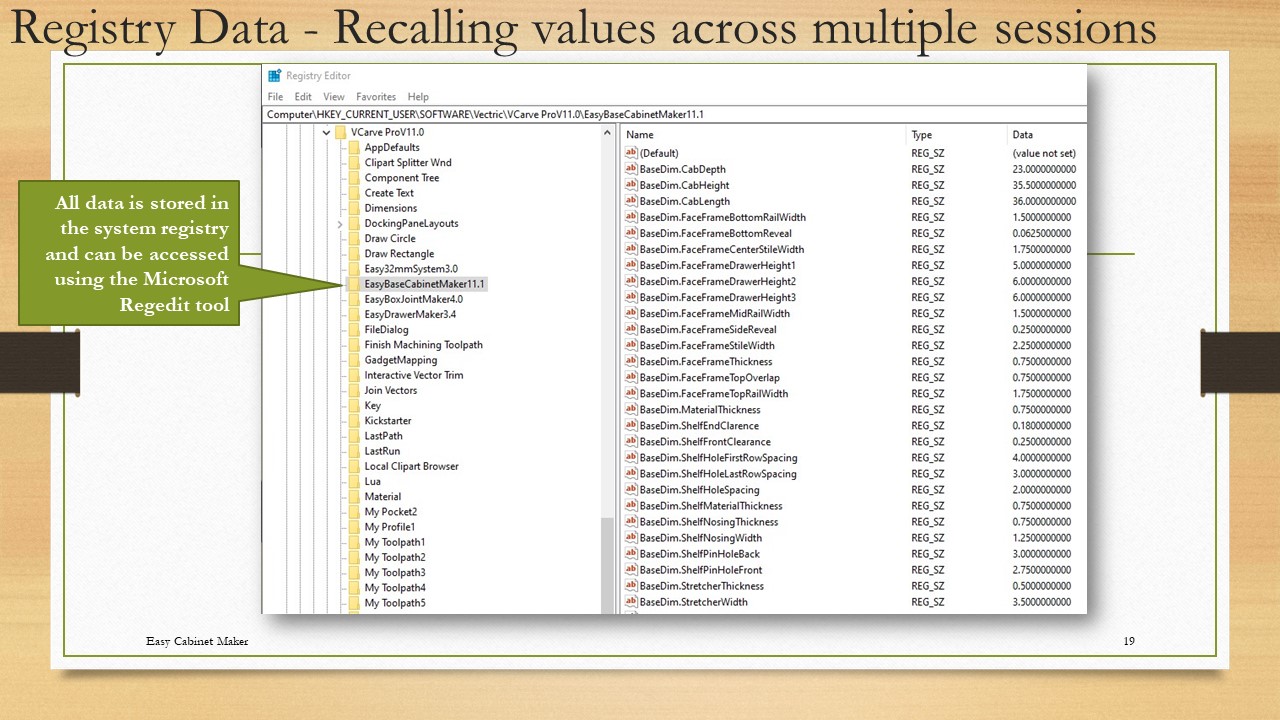 Registry Data - Recalling values across multiple sessions
Registry Editor
File Edit View Favorites Help
Computer\HKEY_CURRENT_USER\SOFTWARE\Vectric\VCarve ProV11.0\EasyBaseCabinetMaker11.1
VCarve ProV11.0
AppDefaults
Clipart Splitter Wnd
Component Tree
Create Text
Dimensions
DockingPaneLayouts
Draw Circle
Draw Rectangle
Easy32mmSystem3.0
EasyBaseCabinetMaker11.1
EasyBoxJointMaker4.0
EasyDrawerMaker3.4
FileDialog
Finish Machining Toolpath
GadgetMapping
Interactive Vector Trim
Join Vectors
Key
Kickstarter
LastPath
LastRun
Local Clipart Browser
Lua
Material
My Pocket2
My Profile1
My Toolpath1
My Toolpath2
My Toolpath3
My Toolpath4
My Toolpath5
Name Type Data
(Default) REG_SZ (value not set)
BaseDim.CabDepth REG_SZ 23.0000000000
BaseDim.CabHeight REG_SZ 35.5000000000
BaseDim.CabLength REG_SZ 36.0000000000
BaseDim.FaceFrameBottomRailWidth REG_SZ 1.5000000000
BaseDim.FaceFrameBottomReveal REG_SZ 0.0625000000
BaseDim.FaceFrameCenterStileWidth REG_SZ 1.7500000000
BaseDim.FaceFrameDrawerHeight1 REG_SZ 5.0000000000
BaseDim.FaceFrameDrawerHeight2 REG_SZ 6.0000000000
BaseDim.FaceFrameDrawerHeight3 REG_SZ 6.0000000000
BaseDim.FaceFrameMidRailWidth REG_SZ 1.5000000000
BaseDim.FaceFrameSideReveal REG_SZ 0.2500000000
BaseDim.FaceFrameStileWidth REG_SZ 2.2500000000
BaseDim.FaceFrameThickness REG_SZ 0.7500000000
BaseDim.FaceFrameTopOverlap REG_SZ 0.7500000000
BaseDim.FaceFrameTopRailWidth REG_SZ 1.7500000000
BaseDim.MaterialThickness REG_SZ 0.7500000000
BaseDim.ShelfEndClarence REG_SZ 0.1800000000
BaseDim.ShelfFrontClearance REG_SZ 0.2500000000
BaseDim.ShelfHoleFirstRowSpacing REG_SZ 4.0000000000
BaseDim.ShelfHoleLastRowSpacing REG_SZ 3.0000000000
BaseDim.ShelfHoleSpacing REG_SZ 2.0000000000
BaseDim.ShelfMaterialThickness REG_SZ 0.7500000000
BaseDim.ShelfNosingThickness REG_SZ 0.7500000000
BaseDim.ShelfNosingWidth REG_SZ 1.2500000000
BaseDim.ShelfPinHoleBack REG_SZ 3.0000000000
BaseDim.ShelfPinHoleFront REG_SZ 2.7500000000
BaseDim.StretcherThickness REG_SZ 0.5000000000
BaseDim.StretcherWidth REG_SZ 3.5000000000
All data is stored in
the system registry
and can be accessed
using the Microsoft
Regedit tool
Easy Cabinet Maker
19